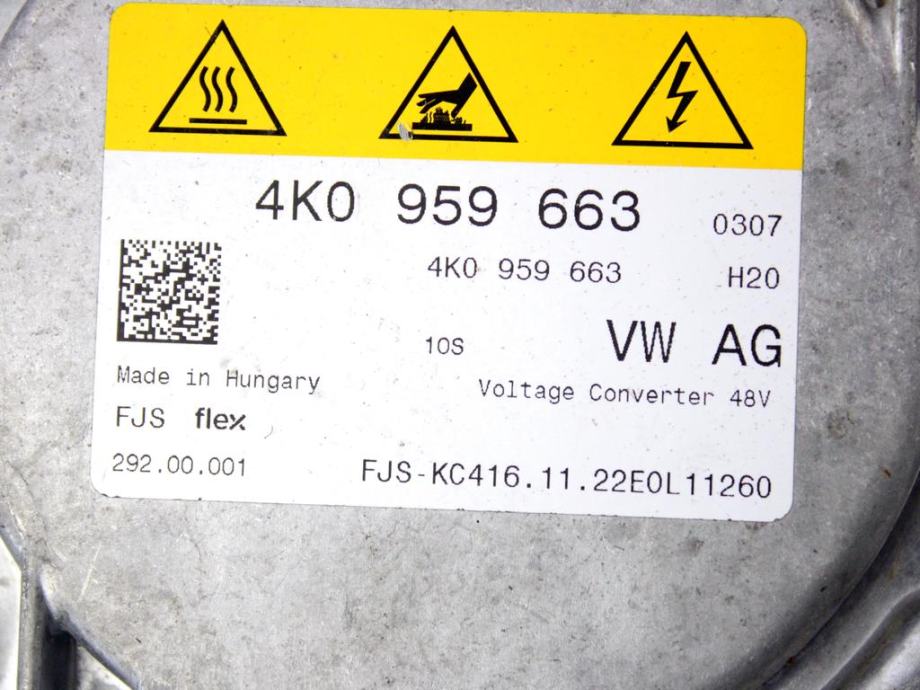 4K0 959 663 0307
4K0 959 663 H20
10S VW AG
Made in Hungary Voltage Converter 48V
FJS flex
292.00.001 FJS-KC416.11.22E0L11260